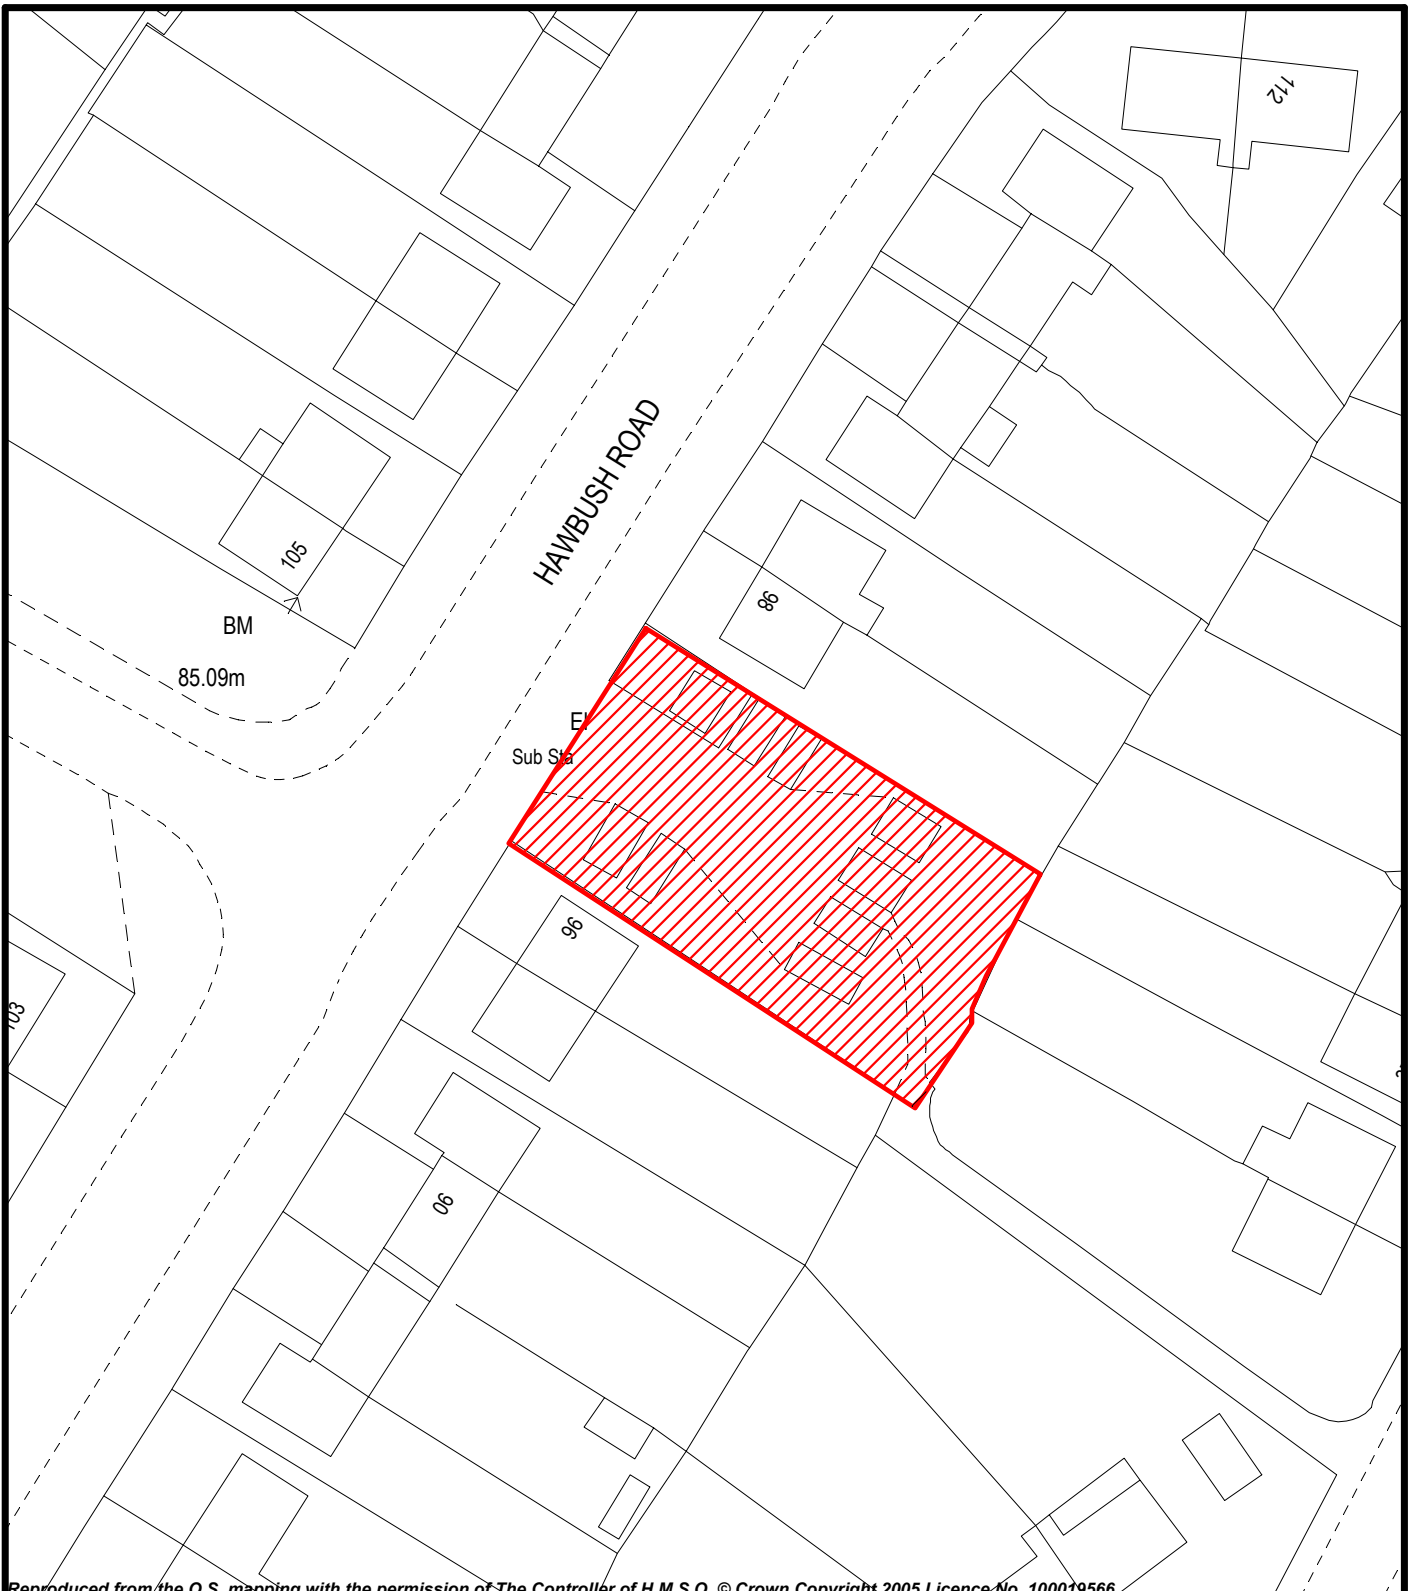 112
HAWBUSH ROAD
105
BM
98
85.09m
El
Sub Sta
96
103
90
Reproduced from the O.S. mapping with the permission of The Controller of H.M.S.O. © Crown Copyright 2005 Licence No. 100019566